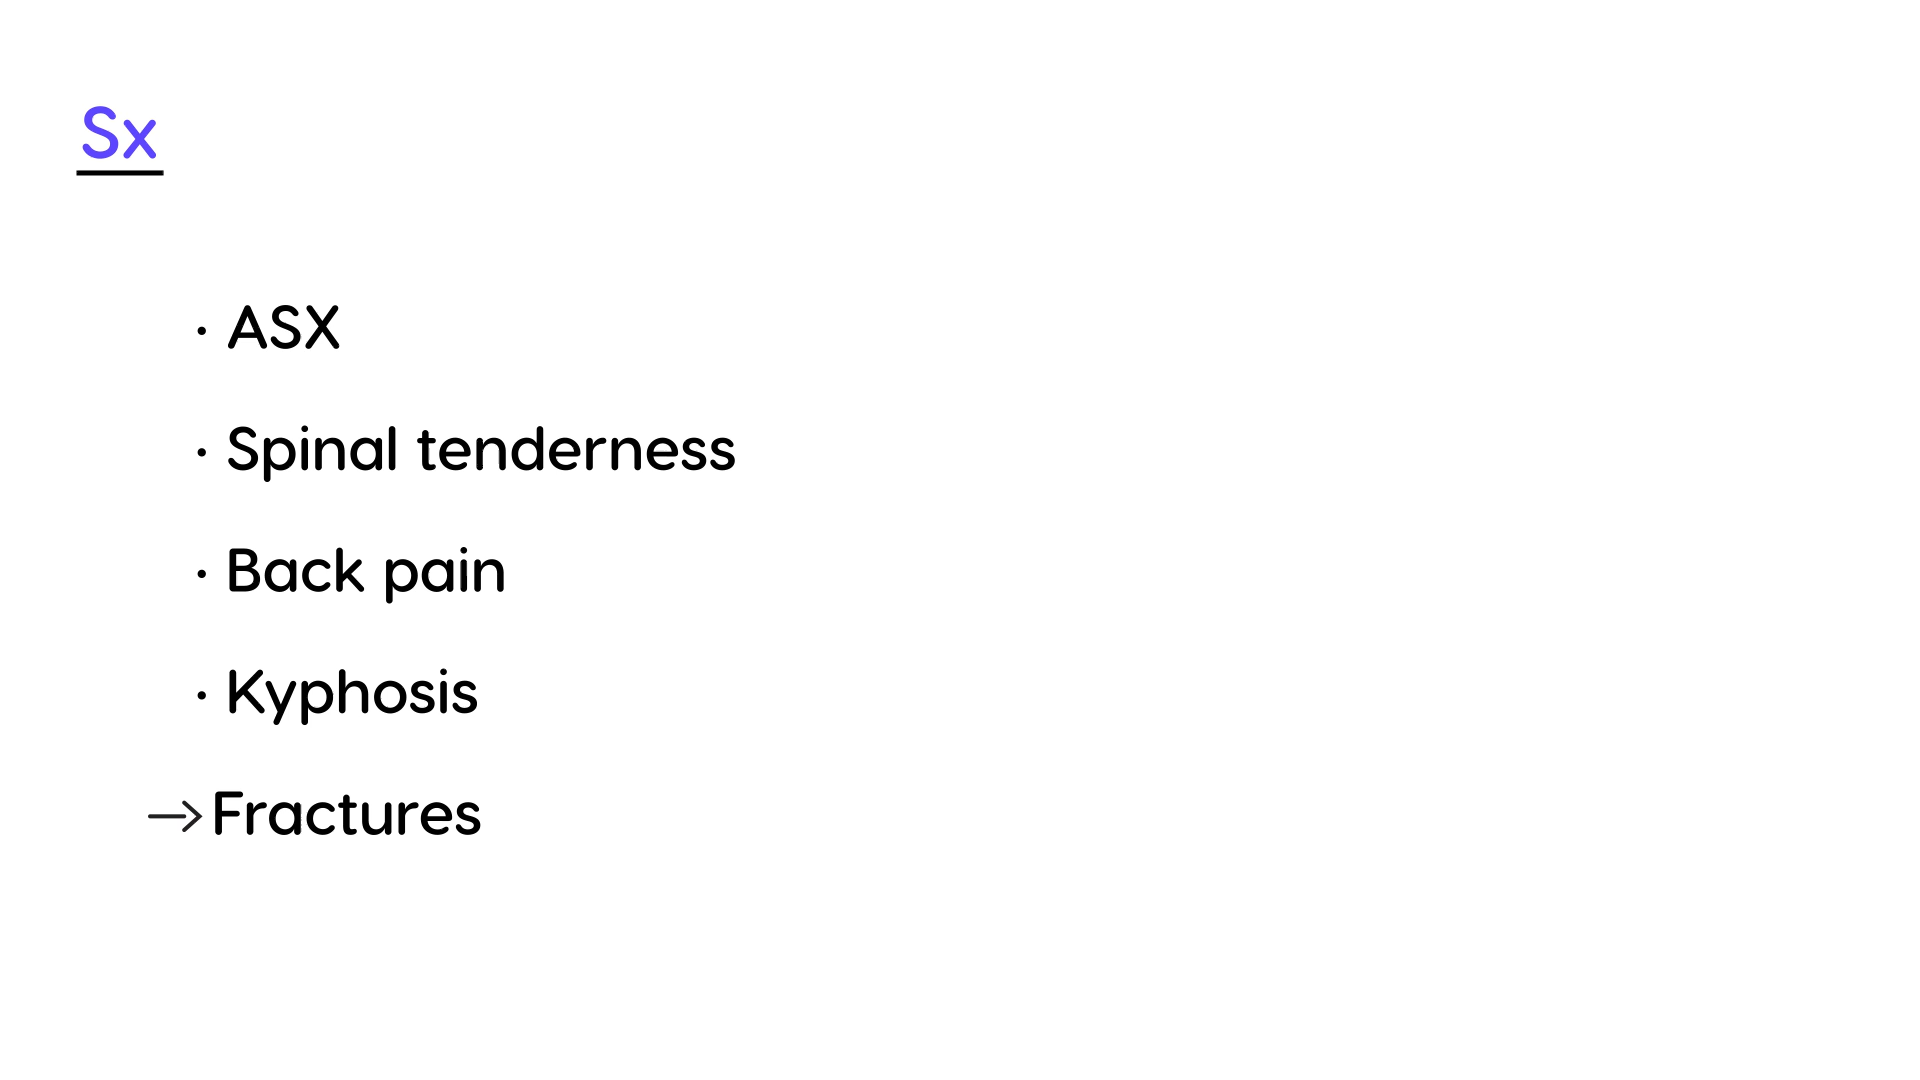 Sx
· ASX
· Spinal tenderness
· Back pain
· Kyphosis
→ Fractures